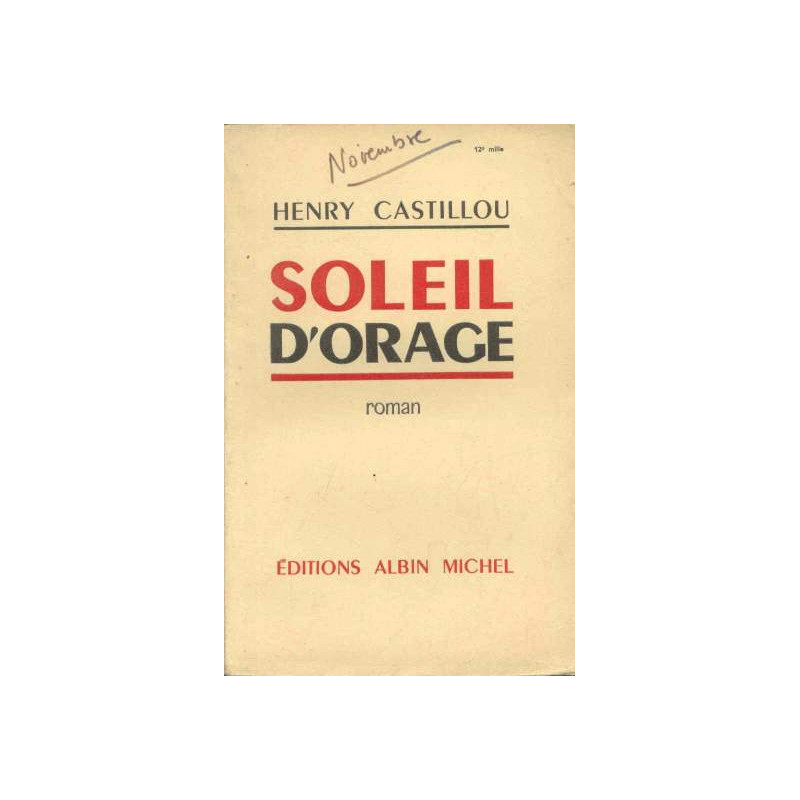 Novembre
12e mille
HENRY CASTILLOU
SOLEIL
D'ORAGE
roman
ÉDITIONS ALBIN MICHEL